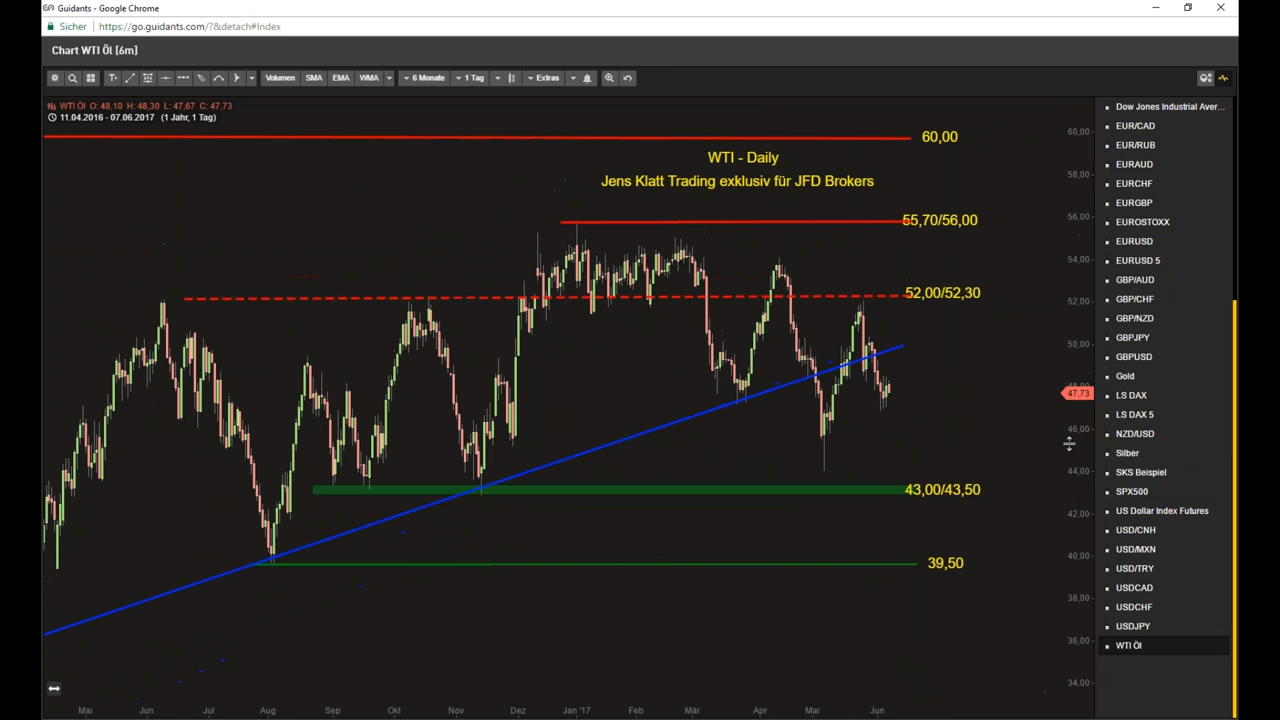 Guidants - Google Chrome
Sicher https://go.guidants.com/?&detach#Index
Chart WTI Öl [6m]
Volumen SMA EMA WMA 6 Monate 1 Tag Extras
WTI Öl O: 48,10 H: 48,30 L: 47,67 C: 47,73
11.04.2016 - 07.06.2017 (1 Jahr, 1 Tag)
WTI - Daily
Jens Klatt Trading exklusiv für JFD Brokers
60,00
55,70/56,00
52,00/52,30
43,00/43,50
39,50
60,00
58,00
56,00
54,00
52,00
50,00
48,00
47,73
46,00
44,00
42,00
40,00
38,00
36,00
34,00
Mai Jun Jul Aug Sep Okt Nov Dez Jan '17 Feb Mär Apr Mai Jun
Dow Jones Industrial Aver...
EUR/CAD
EUR/RUB
EURAUD
EURCHF
EURGBP
EUROSTOXX
EURUSD
EURUSD 5
GBP/AUD
GBP/CHF
GBP/NZD
GBPJPY
GBPUSD
Gold
LS DAX
LS DAX 5
NZD/USD
Silber
SKS Beispiel
SPX500
US Dollar Index Futures
USD/CNH
USD/MXN
USD/TRY
USDCAD
USDCHF
USDJPY
WTI Öl